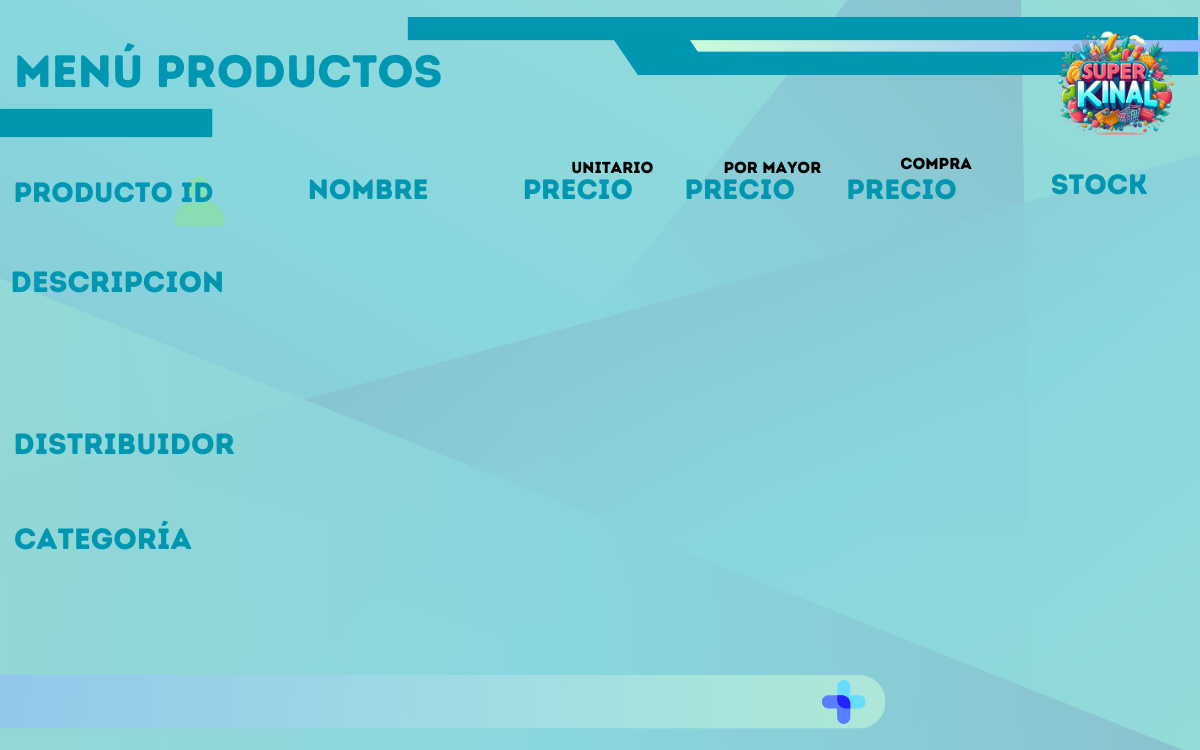 MENÚ PRODUCTOS
SUPER
KINAL
UNITARIO
POR MAYOR
COMPRA
PRODUCTO ID
NOMBRE
PRECIO
PRECIO
PRECIO
STOCK
DESCRIPCION
DISTRIBUIDOR
CATEGORÍA